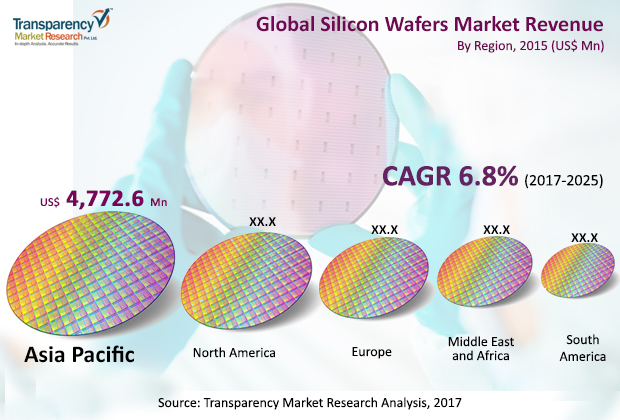 Transparency
Market Research Pvt. Ltd.
In-depth Analysis. Accurate Results.
Global Silicon Wafers Market Revenue
By Region, 2015 (US$ Mn)
CAGR 6.8% (2017-2025)
US$ 4,772.6 Mn
XX.X
XX.X
XX.X
XX.X
Asia Pacific
North America
Europe
Middle East
and Africa
South
America
Source: Transparency Market Research Analysis, 2017